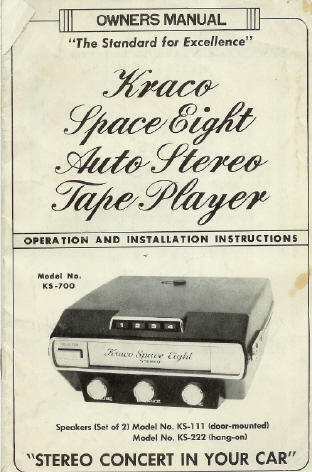 OWNERS MANUAL
"The Standard for Excellence"
Kraco
Space Eight
Auto Stereo
Tape Player
OPERATION AND INSTALLATION INSTRUCTIONS
Model No.
KS-700
1 2 3 4
Kraco Space Eight
STEREO
Speakers (Set of 2) Model No. KS-111 (door-mounted)
Model No. KS-222 (hang-on)
"STEREO CONCERT IN YOUR CAR"